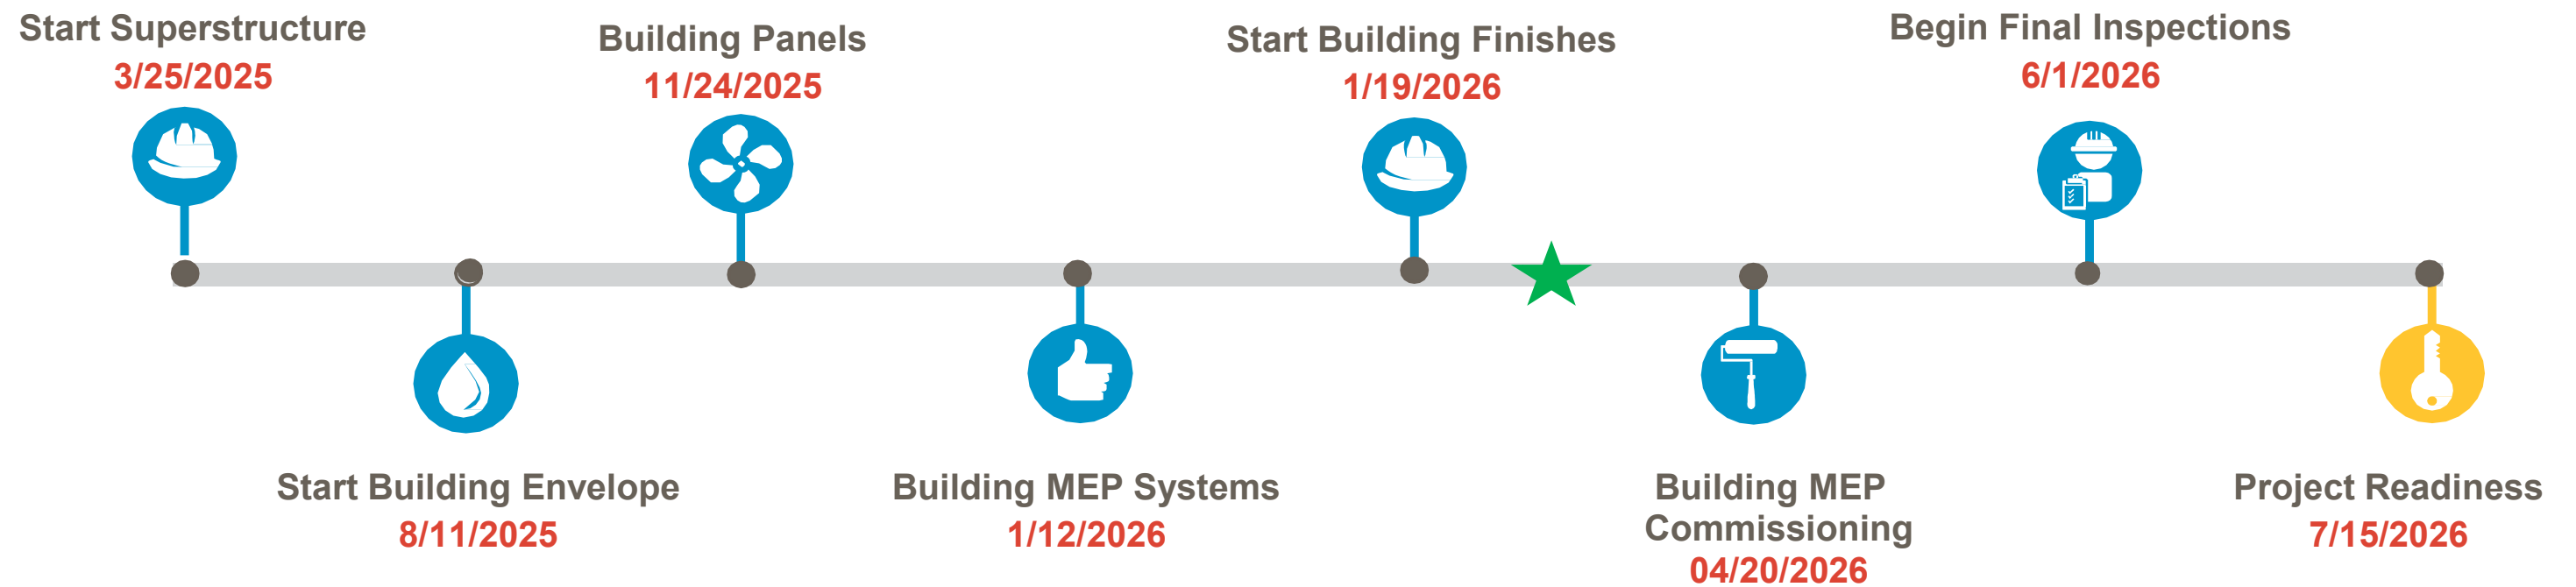 Start Superstructure
3/25/2025
Building Panels
11/24/2025
Start Building Finishes
1/19/2026
Begin Final Inspections
6/1/2026
Start Building Envelope
8/11/2025
Building MEP Systems
1/12/2026
Building MEP
Commissioning
04/20/2026
Project Readiness
7/15/2026